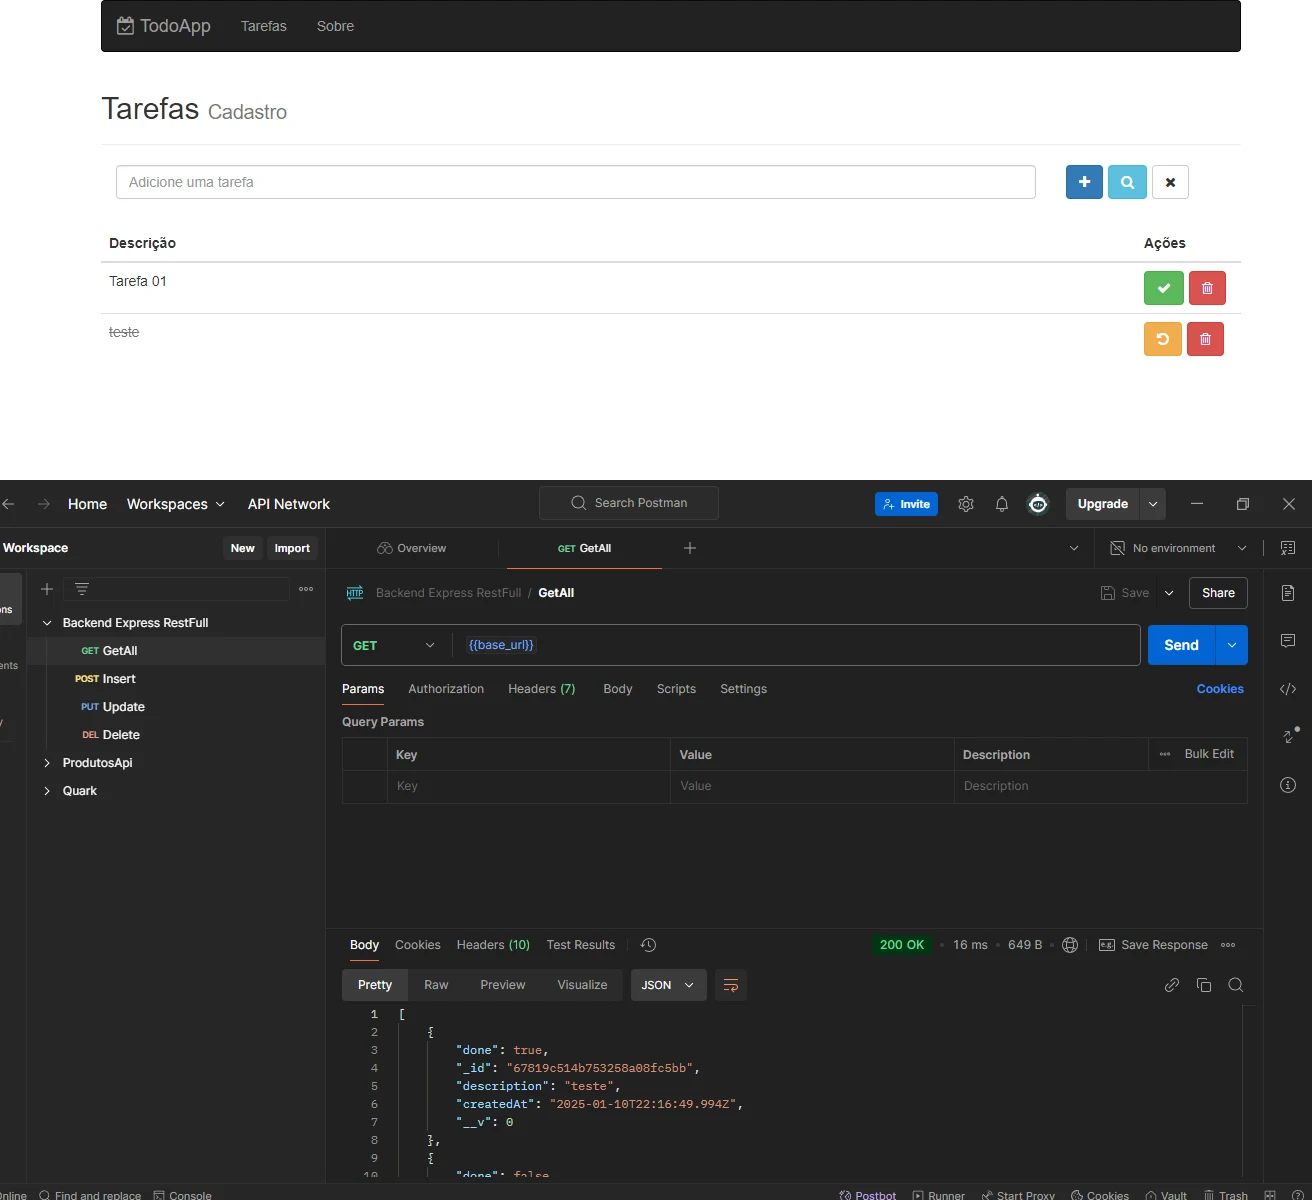 TodoApp Tarefas Sobre
Tarefas Cadastro
Adicione uma tarefa
Descrição Ações
Tarefa 01
teste
Home Workspaces API Network Search Postman Invite Upgrade
Workspace New Import Overview GET GetAll No environment
HTTP Backend Express RestFull / GetAll Save Share
ons
Backend Express RestFull
GET {{base_url}} Send
GET GetAll
ents
POST Insert
Params Authorization Headers (7) Body Scripts Settings Cookies
PUT Update
Query Params
DEL Delete
Key Value Description Bulk Edit
ProdutosApi
Key Value Description
Quark
Body Cookies Headers (10) Test Results 200 OK 16 ms 649 B e.g. Save Response
Pretty Raw Preview Visualize JSON
1 [
2 {
3 "done": true,
4 "_id": "67819c514b753258a08fc5bb",
5 "description": "teste",
6 "createdAt": "2025-01-10T22:16:49.994Z",
7 "__v": 0
8 },
9 {
10 "done": false
nline Find and replace Console Postbot Runner Start Proxy Cookies Vault Trash